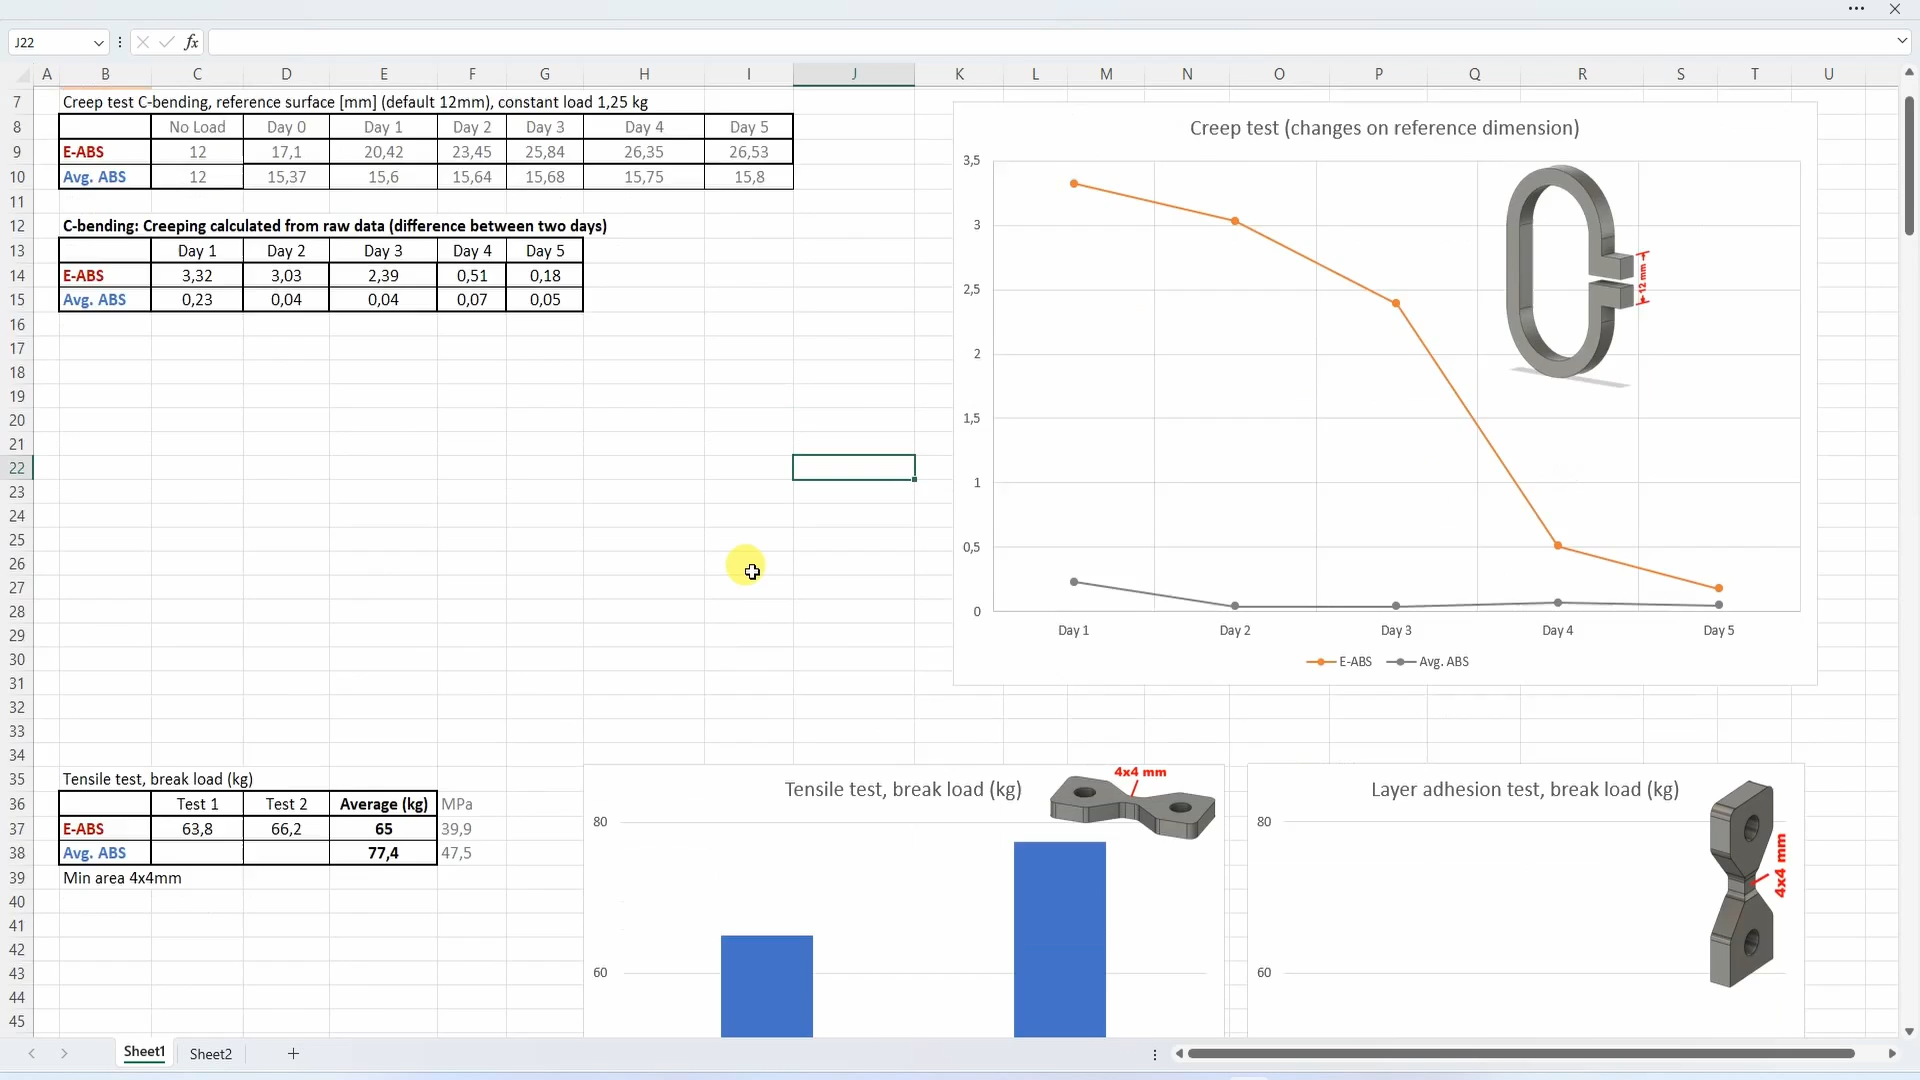 J22
fx
A B C D E F G H I J K L M N O P Q R S T U
7 Creep test C-bending, reference surface [mm] (default 12mm), constant load 1,25 kg
8 No Load Day 0 Day 1 Day 2 Day 3 Day 4 Day 5
9 E-ABS 12 17,1 20,42 23,45 25,84 26,35 26,53
10 Avg. ABS 12 15,37 15,6 15,64 15,68 15,75 15,8
11
12 C-bending: Creeping calculated from raw data (difference between two days)
13 Day 1 Day 2 Day 3 Day 4 Day 5
14 E-ABS 3,32 3,03 2,39 0,51 0,18
15 Avg. ABS 0,23 0,04 0,04 0,07 0,05
16
17
18
19
20
21
22
23
24
25
26
27
28
29
30
31
32
33
34
35 Tensile test, break load (kg)
36 Test 1 Test 2 Average (kg) MPa
37 E-ABS 63,8 66,2 65 39,9
38 Avg. ABS 77,4 47,5
39 Min area 4x4mm
40
41
42
43
44
45
Creep test (changes on reference dimension)
3,5
3
2,5
2
1,5
1
0,5
0
12 mm
Day 1 Day 2 Day 3 Day 4 Day 5
E-ABS Avg. ABS
Tensile test, break load (kg)
4x4 mm
80
60
Layer adhesion test, break load (kg)
80
60
4x4 mm
Sheet1 Sheet2 +